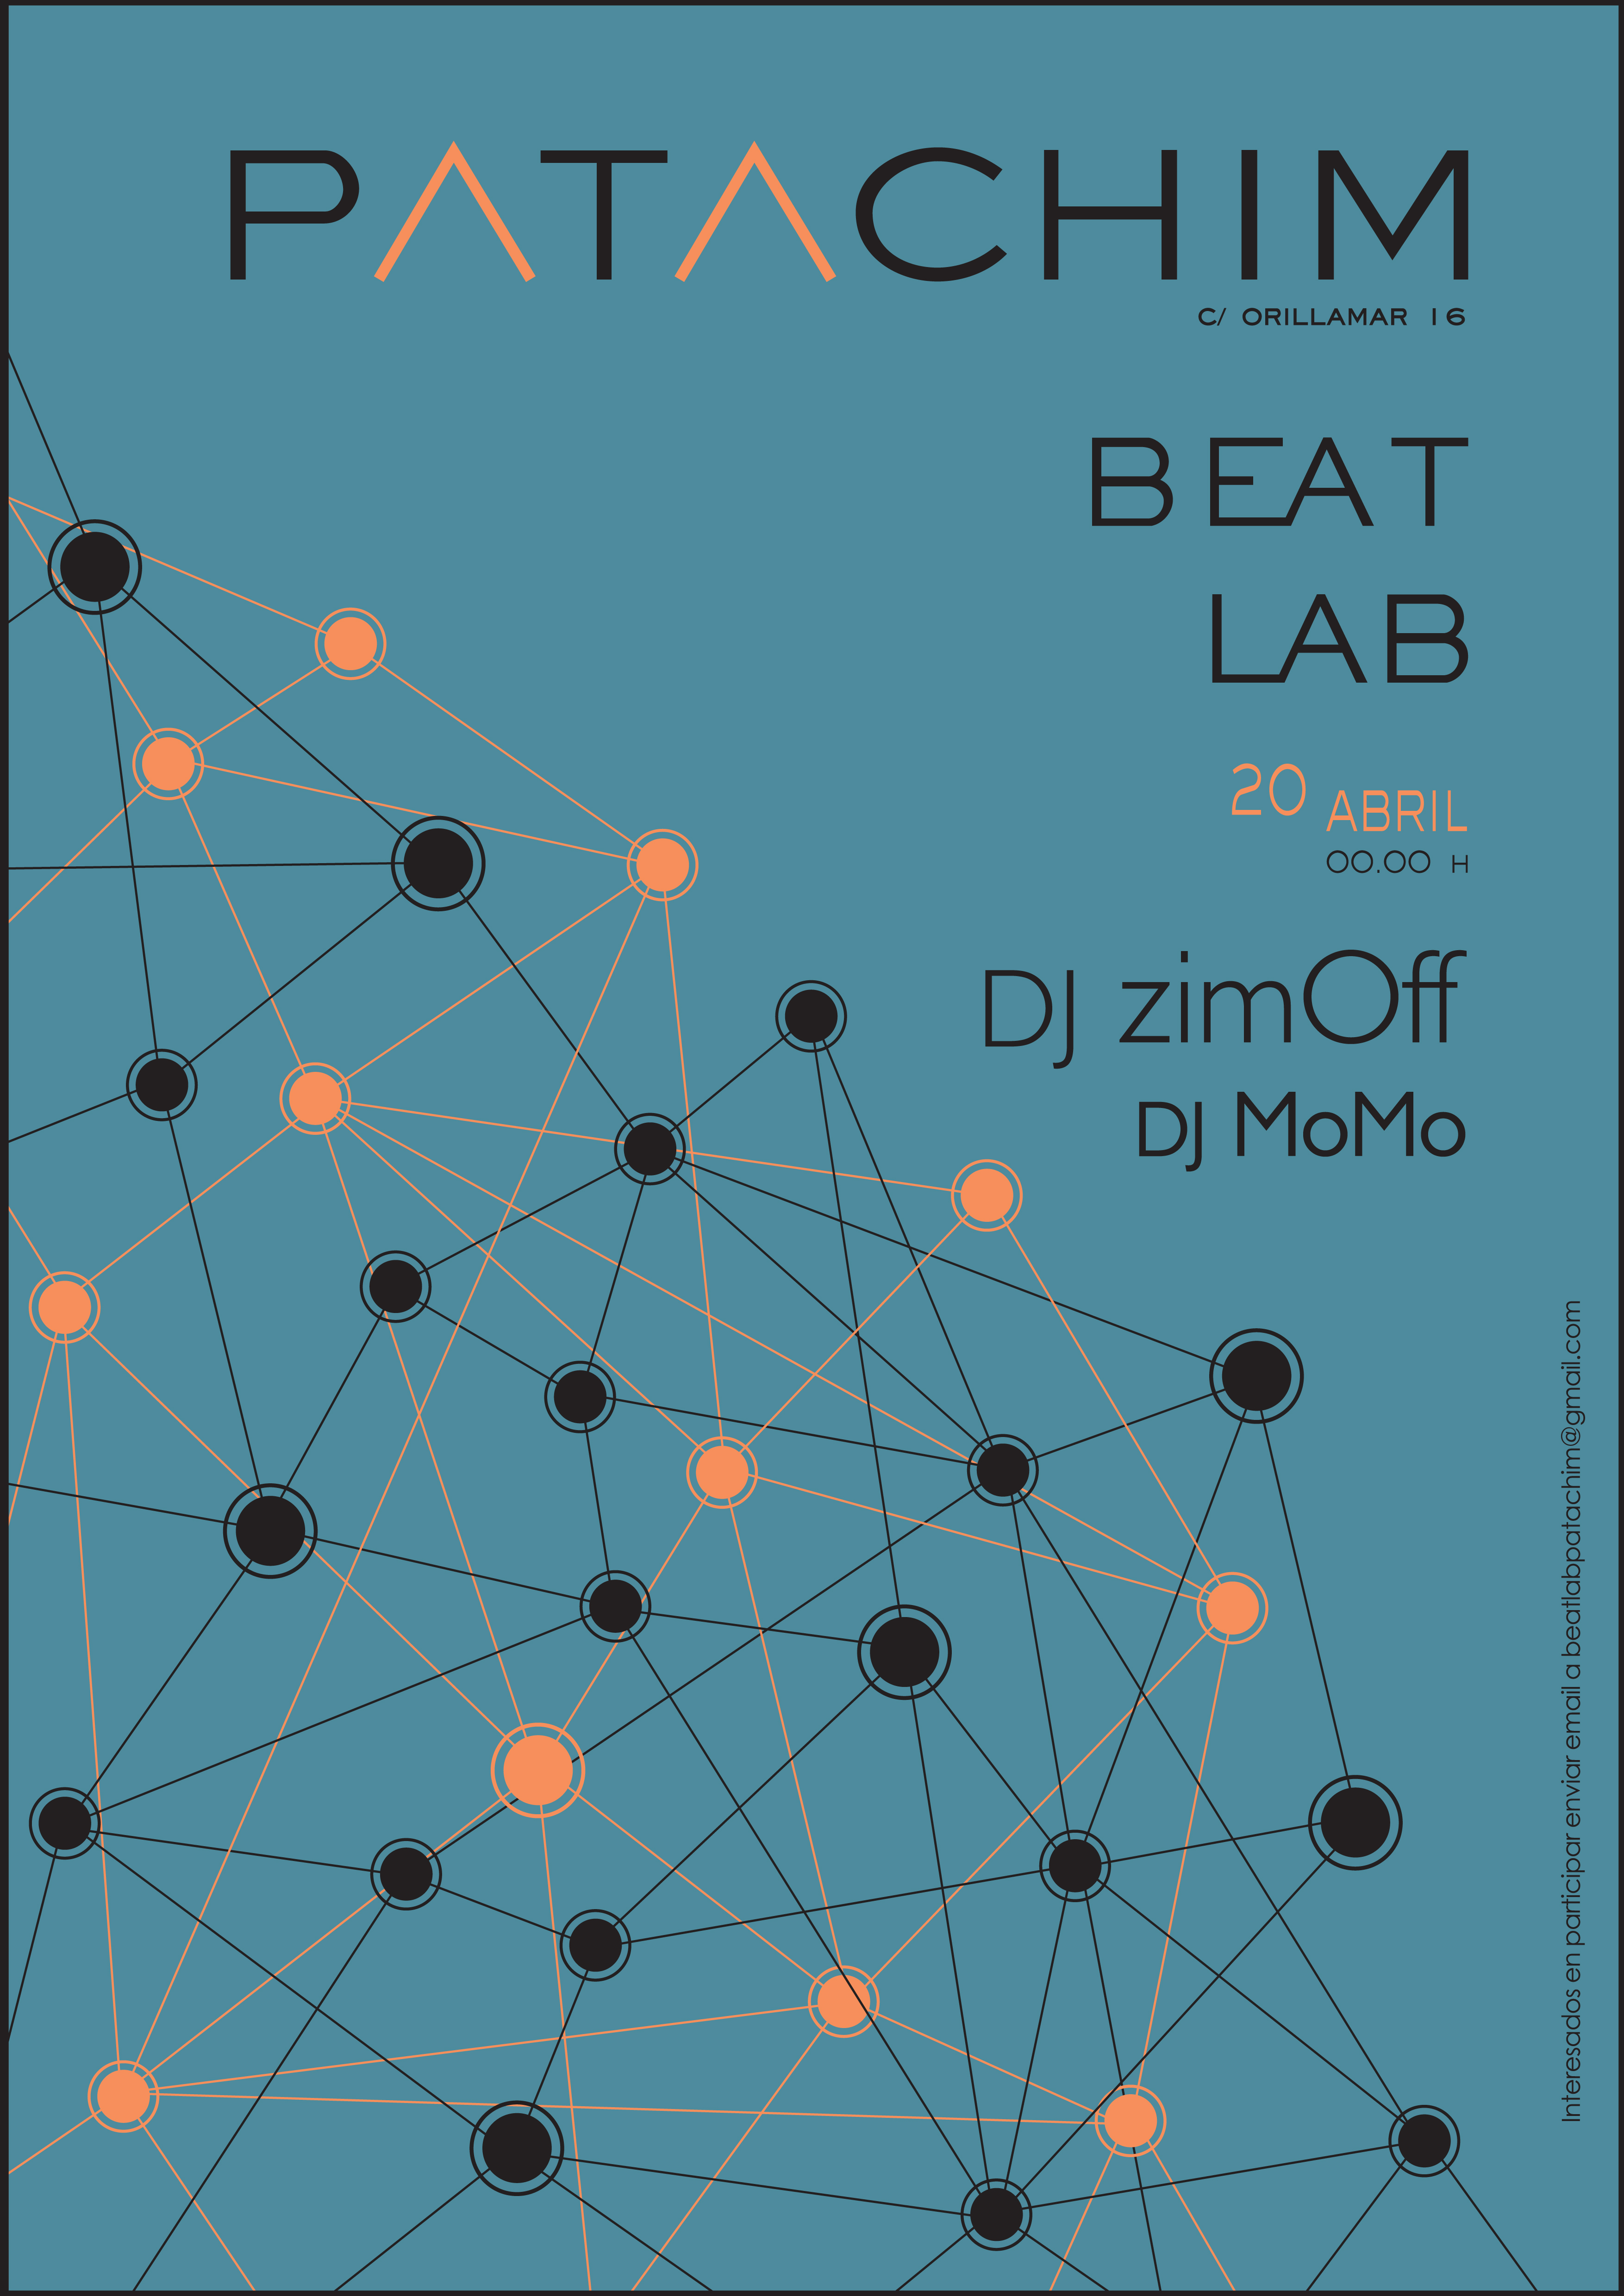 PATACHIM
C/ ORILLAMAR 16
BEAT
LAB
20 ABRIL
00.00 H
DJ zimOff
DJ MoMo
Interesados en participar enviar email a beatlabpatachim@gmail.com